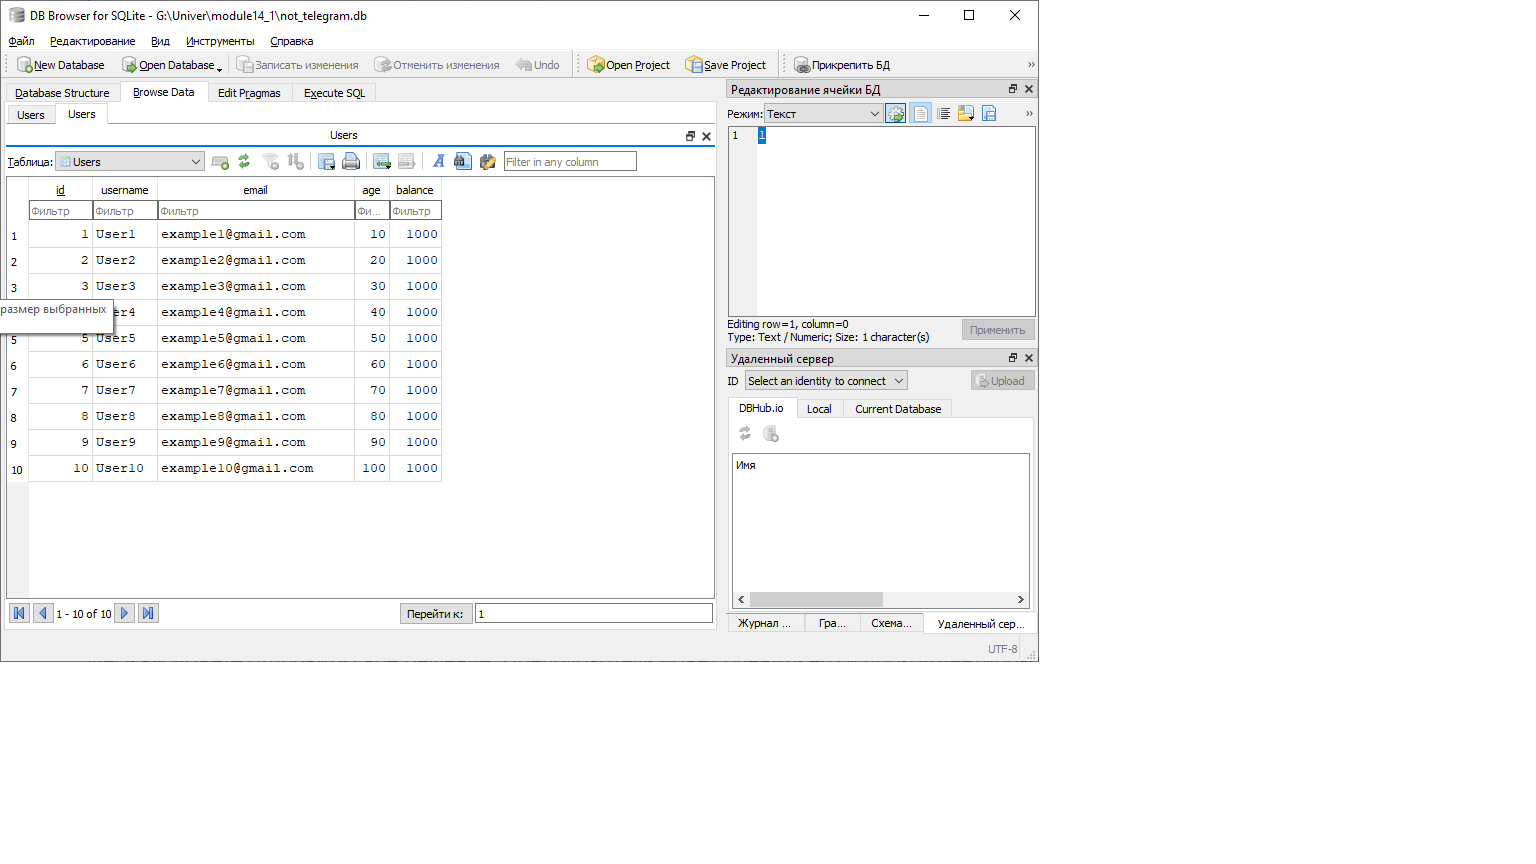 DB Browser for SQLite - G:\Univer\module14_1\not_telegram.db
Файл Редактирование Вид Инструменты Справка
New Database Open Database Записать изменения Отменить изменения Undo Open Project Save Project Прикрепить БД »
Database Structure Browse Data Edit Pragmas Execute SQL
Users Users
Users
Таблица: Users Filter in any column
id username email age balance
Фильтр Фильтр Фильтр Фи... Фильтр
1 1 User1 example1@gmail.com 10 1000
2 2 User2 example2@gmail.com 20 1000
3 3 User3 example3@gmail.com 30 1000
размер выбранных er4 example4@gmail.com 40 1000
5 5 User5 example5@gmail.com 50 1000
6 6 User6 example6@gmail.com 60 1000
7 7 User7 example7@gmail.com 70 1000
8 8 User8 example8@gmail.com 80 1000
9 9 User9 example9@gmail.com 90 1000
10 10 User10 example10@gmail.com 100 1000
1 - 10 of 10 Перейти к: 1
Редактирование ячейки БД
Режим: Текст »
1 1
Editing row=1, column=0
Type: Text / Numeric; Size: 1 character(s)
Применить
Удаленный сервер
ID Select an identity to connect Upload
DBHub.io Local Current Database
Имя
Журнал ... Гра... Схема... Удаленный сер...
UTF-8